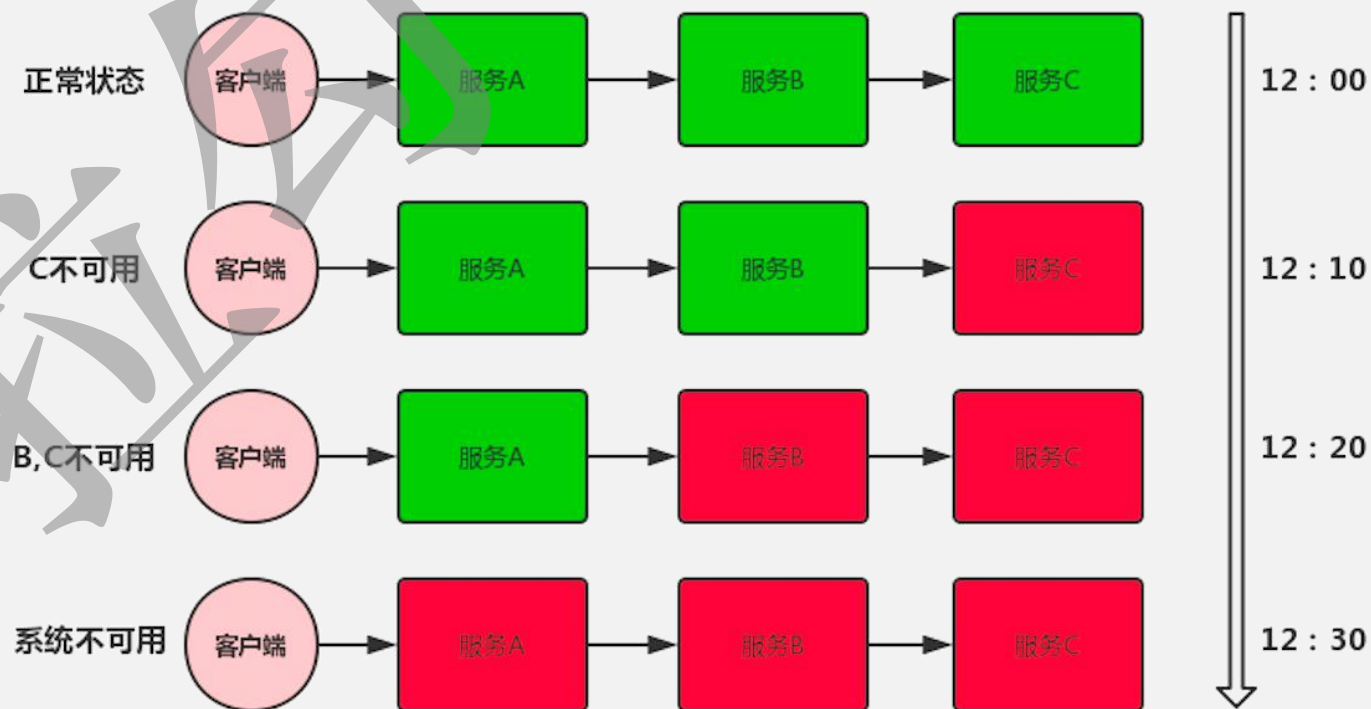 正常状态 客户端 服务A 服务B 服务C 12：00
C不可用 客户端 服务A 服务B 服务C 12：10
B,C不可用 客户端 服务A 服务B 服务C 12：20
系统不可用 客户端 服务A 服务B 服务C 12：30